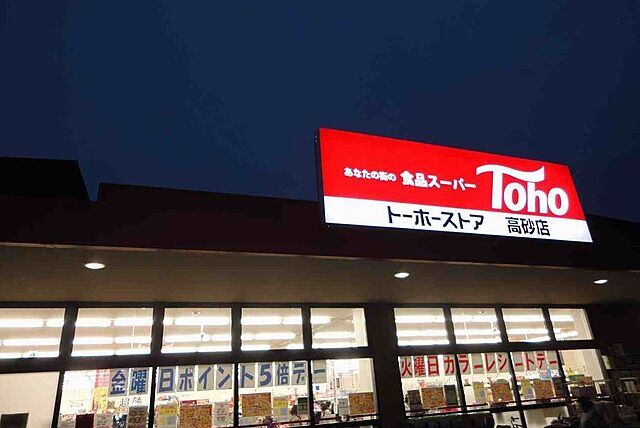 あなたの街の 食品スーパー Toho
トーホーストア 高砂店
金曜日ポイント5倍デー
火曜日カラーレシートデー